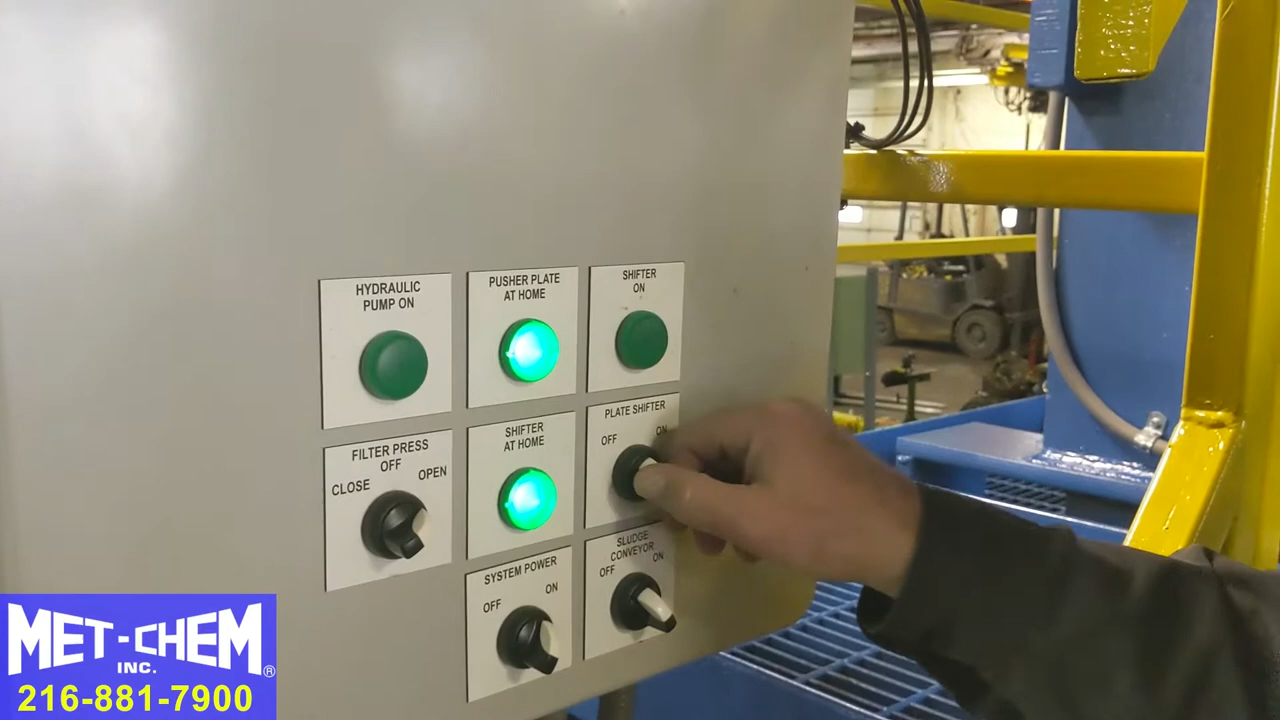 HYDRAULIC
PUMP ON
PUSHER PLATE
AT HOME
SHIFTER
ON
FILTER PRESS
OFF
CLOSE
OPEN
SHIFTER
AT HOME
PLATE SHIFTER
OFF
ON
SYSTEM POWER
OFF
ON
SLUDGE
CONVEYOR
OFF
ON
MET-CHEM
INC.
®
216-881-7900